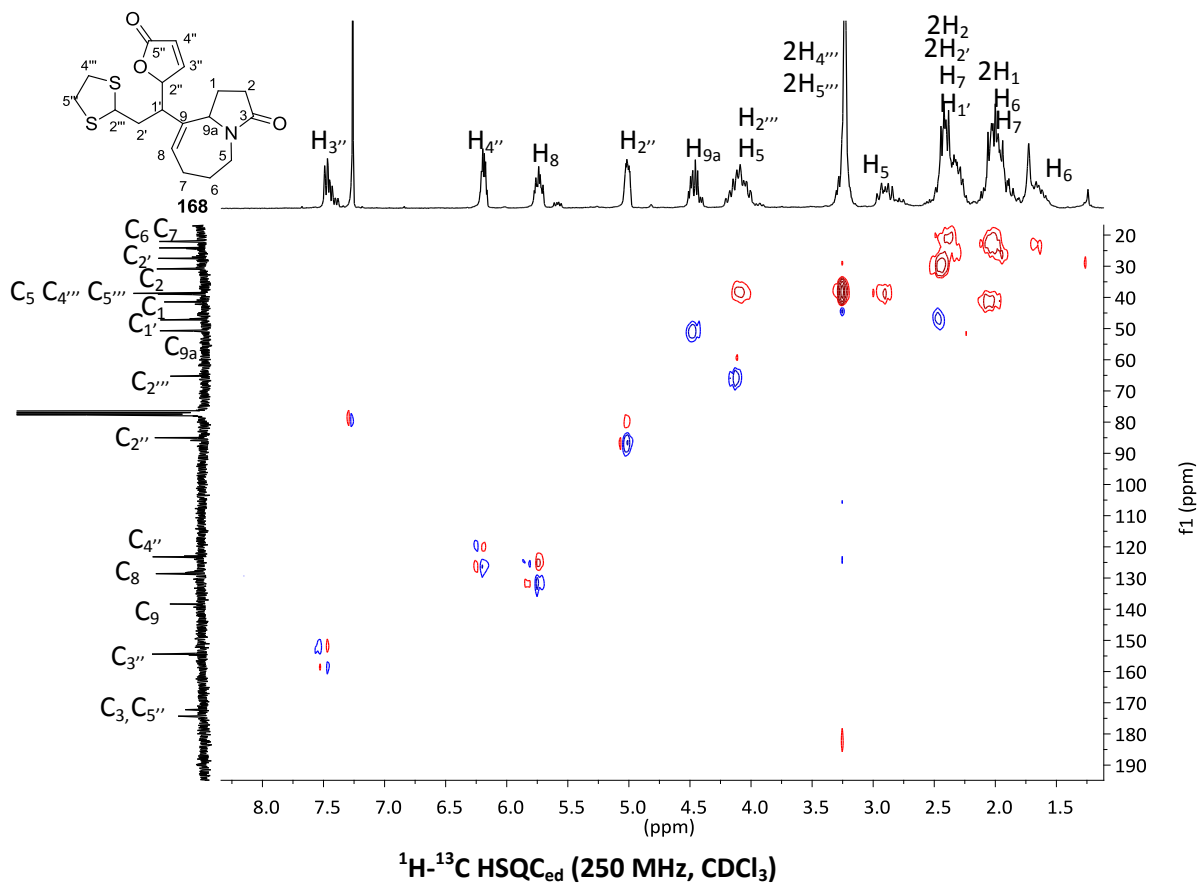 O
4''
5''
O
3''
4'''
2''
1
2
S
5'''
1'
3
O
S
2'''
9
9a
N
2'
8
5
7
6
168
H3''
H4''
H8
H2''
H9a
H2'''
H5
2H4'''
2H5'''
H5
2H2
2H2'
H7
H1'
2H1
H6
H7
H6
C6 C7
C2'
C2
C5 C4''' C5'''
C1
C1'
C9a
C2'''
C2''
C4''
C8
C9
C3''
C3, C5''
20
30
40
50
60
70
80
90
100
110
120
130
140
150
160
170
180
190
f1 (ppm)
8.0 7.5 7.0 6.5 6.0 5.5 5.0 4.5 4.0 3.5 3.0 2.5 2.0 1.5
(ppm)
¹H-¹³C HSQCed (250 MHz, CDCl₃)